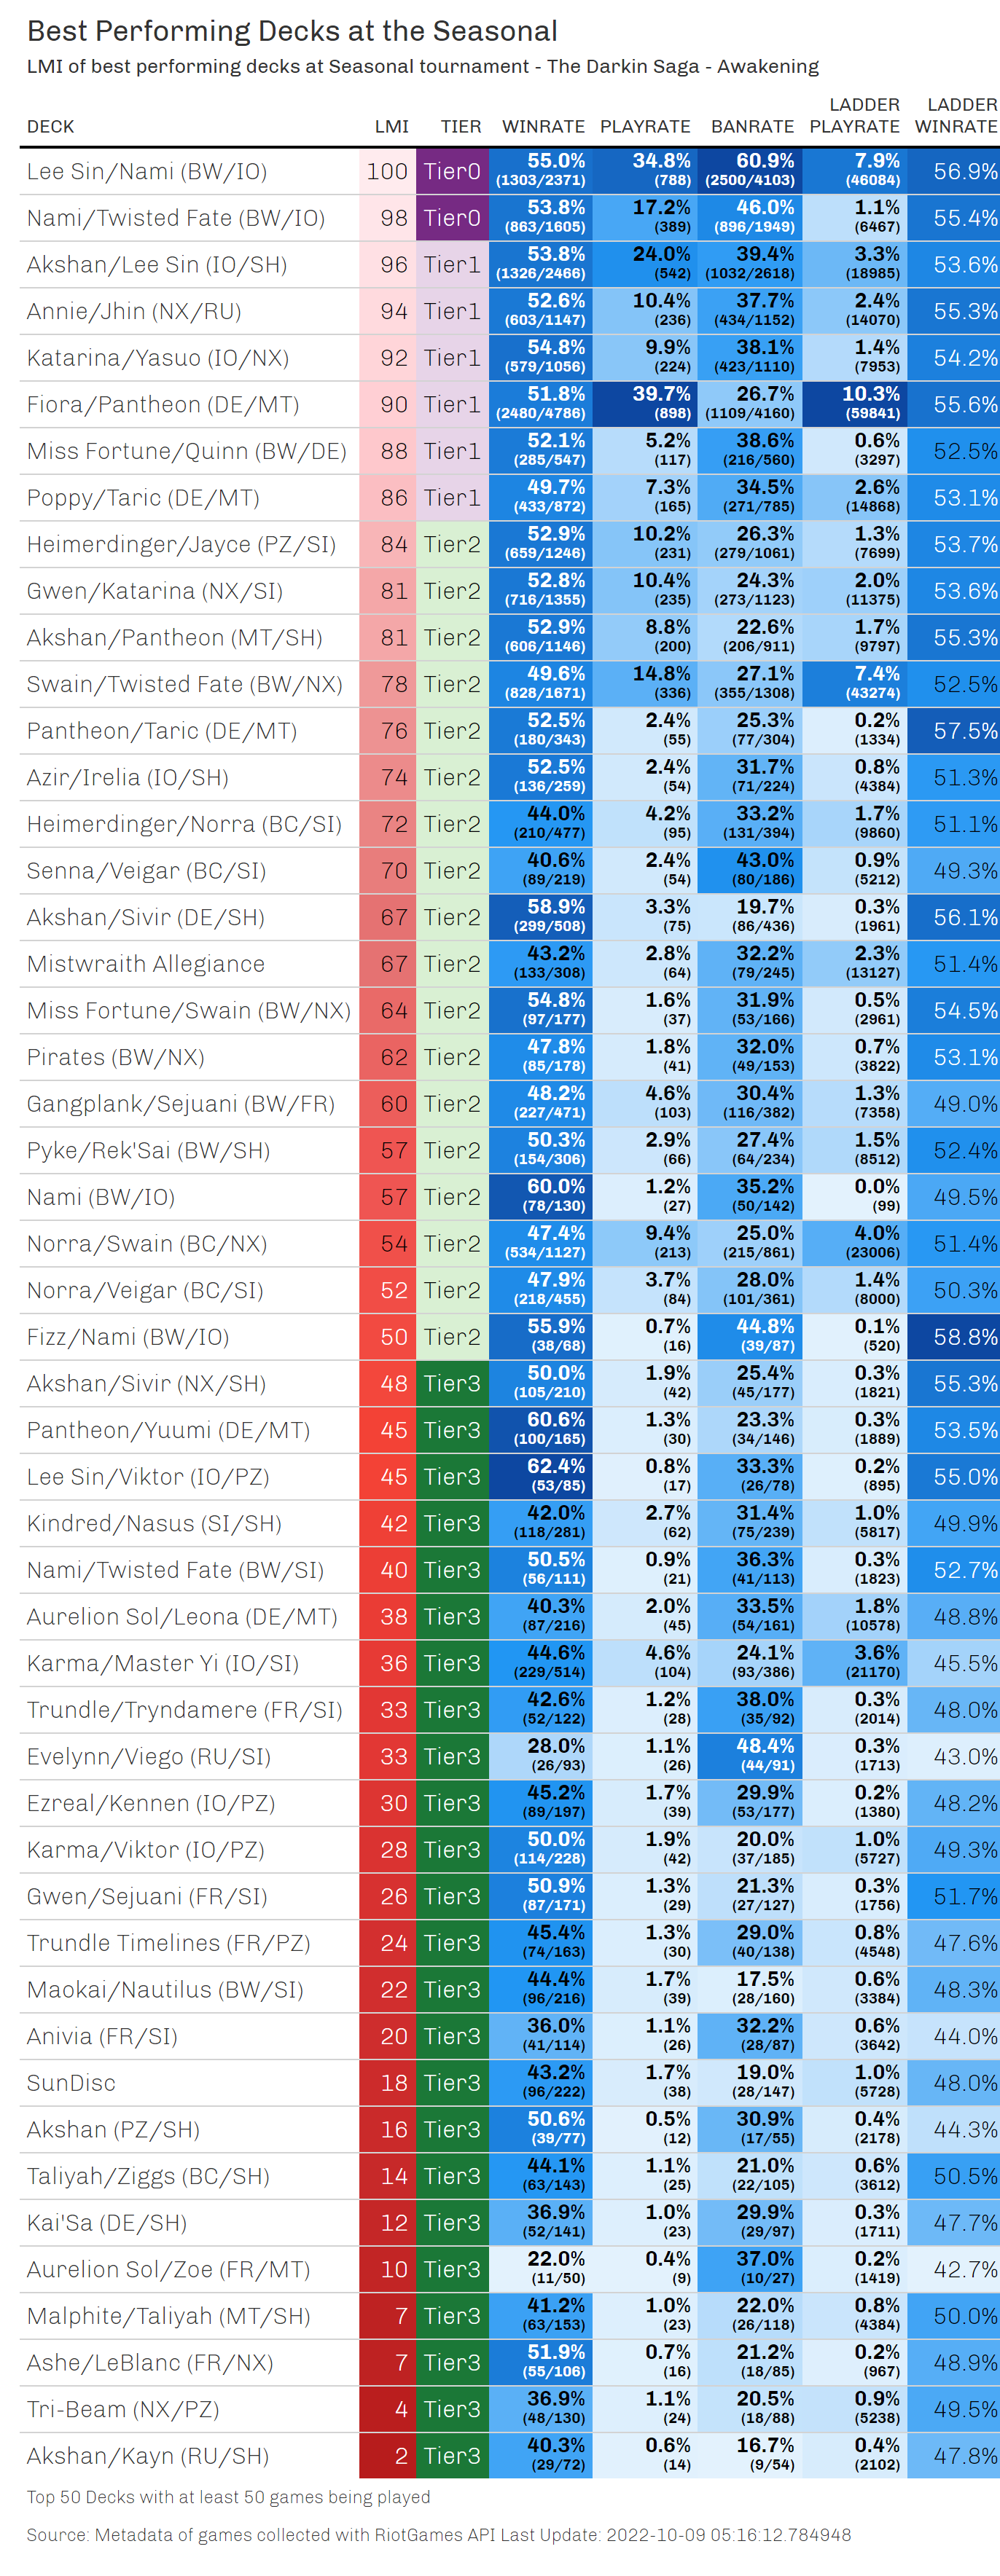 Best Performing Decks at the Seasonal
LMI of best performing decks at Seasonal tournament - The Darkin Saga - Awakening
DECK LMI TIER WINRATE PLAYRATE BANRATE LADDER PLAYRATE LADDER WINRATE
Lee Sin/Nami (BW/IO) 100 Tier0 55.0% (1303/2371) 34.8% (788) 60.9% (2500/4103) 7.9% (46084) 56.9%
Nami/Twisted Fate (BW/IO) 98 Tier0 53.8% (863/1605) 17.2% (389) 46.0% (896/1949) 1.1% (6467) 55.4%
Akshan/Lee Sin (IO/SH) 96 Tier1 53.8% (1326/2466) 24.0% (542) 39.4% (1032/2618) 3.3% (18985) 53.6%
Annie/Jhin (NX/RU) 94 Tier1 52.6% (603/1147) 10.4% (236) 37.7% (434/1152) 2.4% (14070) 55.3%
Katarina/Yasuo (IO/NX) 92 Tier1 54.8% (579/1056) 9.9% (224) 38.1% (423/1110) 1.4% (7953) 54.2%
Fiora/Pantheon (DE/MT) 90 Tier1 51.8% (2480/4786) 39.7% (898) 26.7% (1109/4160) 10.3% (59841) 55.6%
Miss Fortune/Quinn (BW/DE) 88 Tier1 52.1% (285/547) 5.2% (117) 38.6% (216/560) 0.6% (3297) 52.5%
Poppy/Taric (DE/MT) 86 Tier1 49.7% (433/872) 7.3% (165) 34.5% (271/785) 2.6% (14868) 53.1%
Heimerdinger/Jayce (PZ/SI) 84 Tier2 52.9% (659/1246) 10.2% (231) 26.3% (279/1061) 1.3% (7699) 53.7%
Gwen/Katarina (NX/SI) 81 Tier2 52.8% (716/1355) 10.4% (235) 24.3% (273/1123) 2.0% (11375) 53.6%
Akshan/Pantheon (MT/SH) 81 Tier2 52.9% (606/1146) 8.8% (200) 22.6% (206/911) 1.7% (9797) 55.3%
Swain/Twisted Fate (BW/NX) 78 Tier2 49.6% (828/1671) 14.8% (336) 27.1% (355/1308) 7.4% (43274) 52.5%
Pantheon/Taric (DE/MT) 76 Tier2 52.5% (180/343) 2.4% (55) 25.3% (77/304) 0.2% (1334) 57.5%
Azir/Irelia (IO/SH) 74 Tier2 52.5% (136/259) 2.4% (54) 31.7% (71/224) 0.8% (4384) 51.3%
Heimerdinger/Norra (BC/SI) 72 Tier2 44.0% (210/477) 4.2% (95) 33.2% (131/394) 1.7% (9860) 51.1%
Senna/Veigar (BC/SI) 70 Tier2 40.6% (89/219) 2.4% (54) 43.0% (80/186) 0.9% (5212) 49.3%
Akshan/Sivir (DE/SH) 67 Tier2 58.9% (299/508) 3.3% (75) 19.7% (86/436) 0.3% (1961) 56.1%
Mistwraith Allegiance 67 Tier2 43.2% (133/308) 2.8% (64) 32.2% (79/245) 2.3% (13127) 51.4%
Miss Fortune/Swain (BW/NX) 64 Tier2 54.8% (97/177) 1.6% (37) 31.9% (53/166) 0.5% (2961) 54.5%
Pirates (BW/NX) 62 Tier2 47.8% (85/178) 1.8% (41) 32.0% (49/153) 0.7% (3822) 53.1%
Gangplank/Sejuani (BW/FR) 60 Tier2 48.2% (227/471) 4.6% (103) 30.4% (116/382) 1.3% (7358) 49.0%
Pyke/Rek'Sai (BW/SH) 57 Tier2 50.3% (154/306) 2.9% (66) 27.4% (64/234) 1.5% (8512) 52.4%
Nami (BW/IO) 57 Tier2 60.0% (78/130) 1.2% (27) 35.2% (50/142) 0.0% (99) 49.5%
Norra/Swain (BC/NX) 54 Tier2 47.4% (534/1127) 9.4% (213) 25.0% (215/861) 4.0% (23006) 51.4%
Norra/Veigar (BC/SI) 52 Tier2 47.9% (218/455) 3.7% (84) 28.0% (101/361) 1.4% (8000) 50.3%
Fizz/Nami (BW/IO) 50 Tier2 55.9% (38/68) 0.7% (16) 44.8% (39/87) 0.1% (520) 58.8%
Akshan/Sivir (NX/SH) 48 Tier3 50.0% (105/210) 1.9% (42) 25.4% (45/177) 0.3% (1821) 55.3%
Pantheon/Yuumi (DE/MT) 45 Tier3 60.6% (100/165) 1.3% (30) 23.3% (34/146) 0.3% (1889) 53.5%
Lee Sin/Viktor (IO/PZ) 45 Tier3 62.4% (53/85) 0.8% (17) 33.3% (26/78) 0.2% (895) 55.0%
Kindred/Nasus (SI/SH) 42 Tier3 42.0% (118/281) 2.7% (62) 31.4% (75/239) 1.0% (5817) 49.9%
Nami/Twisted Fate (BW/SI) 40 Tier3 50.5% (56/111) 0.9% (21) 36.3% (41/113) 0.3% (1823) 52.7%
Aurelion Sol/Leona (DE/MT) 38 Tier3 40.3% (87/216) 2.0% (45) 33.5% (54/161) 1.8% (10578) 48.8%
Karma/Master Yi (IO/SI) 36 Tier3 44.6% (229/514) 4.6% (104) 24.1% (93/386) 3.6% (21170) 45.5%
Trundle/Tryndamere (FR/SI) 33 Tier3 42.6% (52/122) 1.2% (28) 38.0% (35/92) 0.3% (2014) 48.0%
Evelynn/Viego (RU/SI) 33 Tier3 28.0% (26/93) 1.1% (26) 48.4% (44/91) 0.3% (1713) 43.0%
Ezreal/Kennen (IO/PZ) 30 Tier3 45.2% (89/197) 1.7% (39) 29.9% (53/177) 0.2% (1380) 48.2%
Karma/Viktor (IO/PZ) 28 Tier3 50.0% (114/228) 1.9% (42) 20.0% (37/185) 1.0% (5727) 49.3%
Gwen/Sejuani (FR/SI) 26 Tier3 50.9% (87/171) 1.3% (29) 21.3% (27/127) 0.3% (1756) 51.7%
Trundle Timelines (FR/PZ) 24 Tier3 45.4% (74/163) 1.3% (30) 29.0% (40/138) 0.8% (4548) 47.6%
Maokai/Nautilus (BW/SI) 22 Tier3 44.4% (96/216) 1.7% (39) 17.5% (28/160) 0.6% (3384) 48.3%
Anivia (FR/SI) 20 Tier3 36.0% (41/114) 1.1% (26) 32.2% (28/87) 0.6% (3642) 44.0%
SunDisc 18 Tier3 43.2% (96/222) 1.7% (38) 19.0% (28/147) 1.0% (5728) 48.0%
Akshan (PZ/SH) 16 Tier3 50.6% (39/77) 0.5% (12) 30.9% (17/55) 0.4% (2178) 44.3%
Taliyah/Ziggs (BC/SH) 14 Tier3 44.1% (63/143) 1.1% (25) 21.0% (22/105) 0.6% (3612) 50.5%
Kai'Sa (DE/SH) 12 Tier3 36.9% (52/141) 1.0% (23) 29.9% (29/97) 0.3% (1711) 47.7%
Aurelion Sol/Zoe (FR/MT) 10 Tier3 22.0% (11/50) 0.4% (9) 37.0% (10/27) 0.2% (1419) 42.7%
Malphite/Taliyah (MT/SH) 7 Tier3 41.2% (63/153) 1.0% (23) 22.0% (26/118) 0.8% (4384) 50.0%
Ashe/LeBlanc (FR/NX) 7 Tier3 51.9% (55/106) 0.7% (16) 21.2% (18/85) 0.2% (967) 48.9%
Tri-Beam (NX/PZ) 4 Tier3 36.9% (48/130) 1.1% (24) 20.5% (18/88) 0.9% (5238) 49.5%
Akshan/Kayn (RU/SH) 2 Tier3 40.3% (29/72) 0.6% (14) 16.7% (9/54) 0.4% (2102) 47.8%
Top 50 Decks with at least 50 games being played
Source: Metadata of games collected with RiotGames API Last Update: 2022-10-09 05:16:12.784948